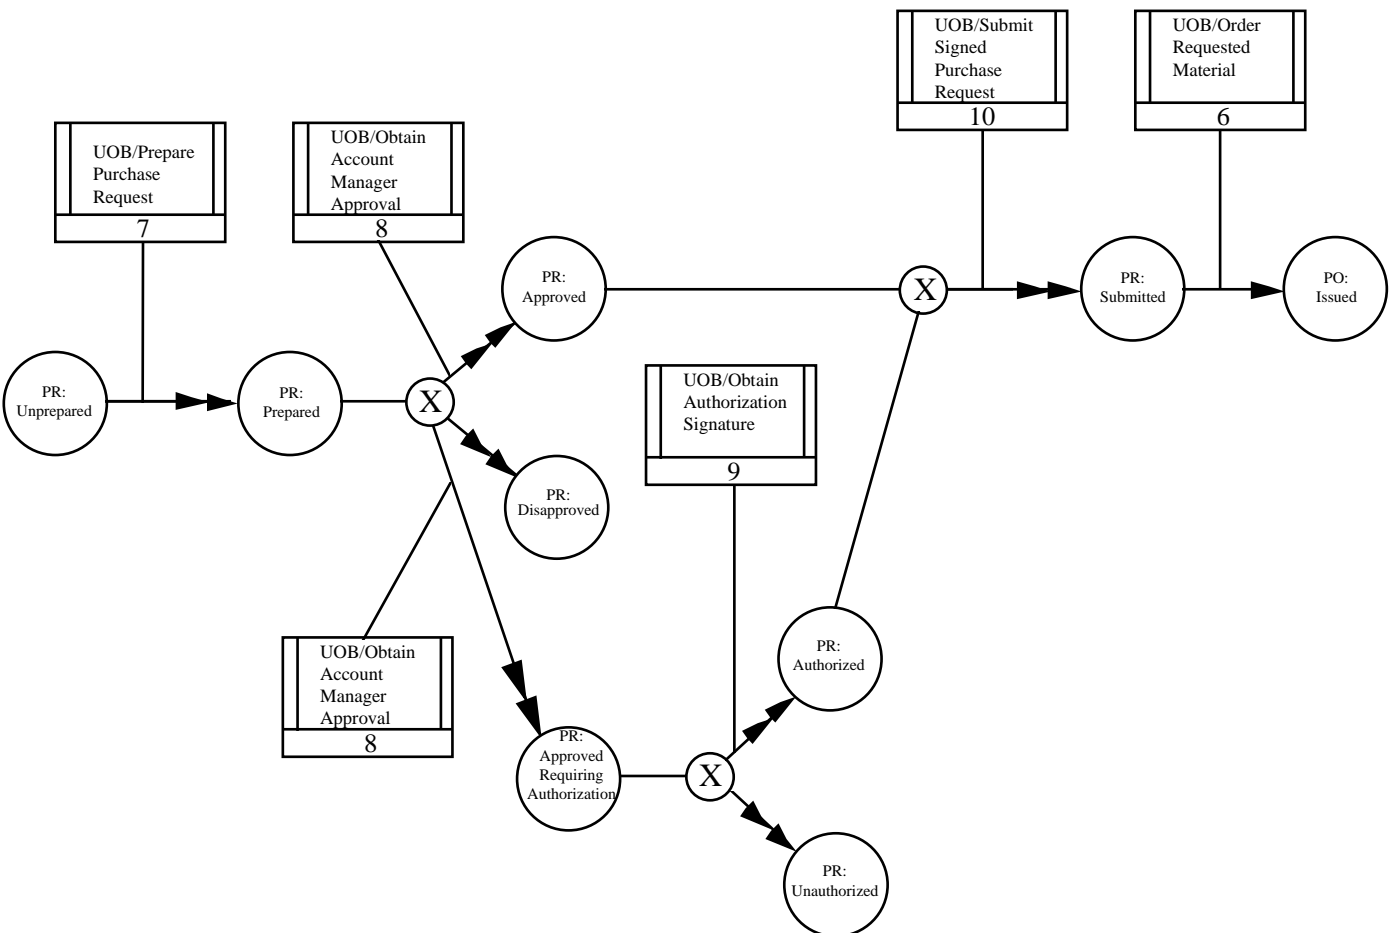 UOB/Submit
Signed
Purchase
Request
10
UOB/Order
Requested
Material
6
UOB/Prepare
Purchase
Request
7
UOB/Obtain
Account
Manager
Approval
8
PR:
Approved
X
PR:
Submitted
PO:
Issued
PR:
Unprepared
PR:
Prepared
X
UOB/Obtain
Authorization
Signature
9
PR:
Disapproved
UOB/Obtain
Account
Manager
Approval
8
PR:
Authorized
PR:
Approved
Requiring
Authorization
X
PR:
Unauthorized